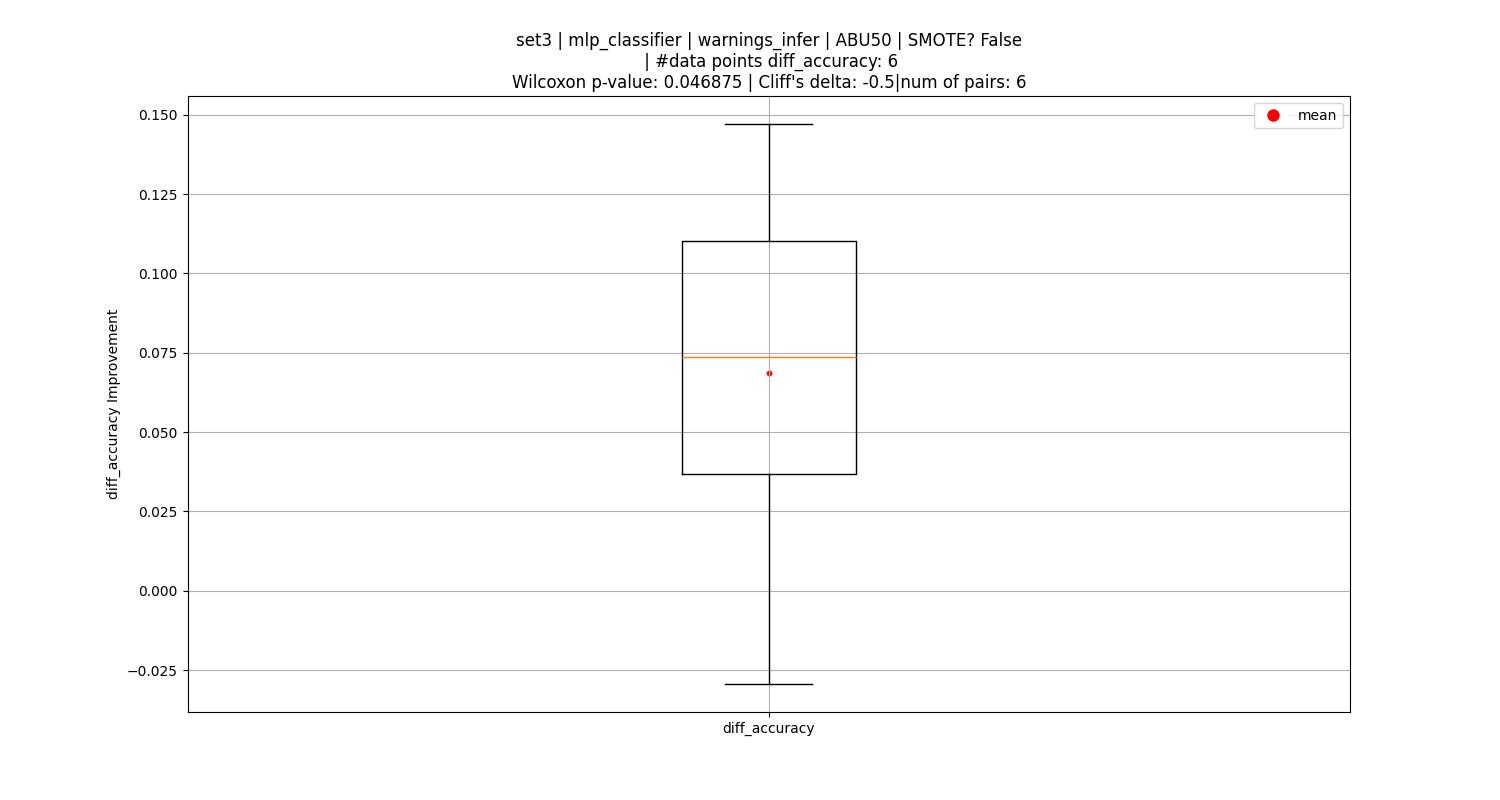 set3 | mlp_classifier | warnings_infer | ABU50 | SMOTE? False
| #data points diff_accuracy: 6
Wilcoxon p-value: 0.046875 | Cliff's delta: -0.5|num of pairs: 6
mean
0.150
0.125
0.100
0.075
0.050
0.025
0.000
−0.025
diff_accuracy Improvement
diff_accuracy